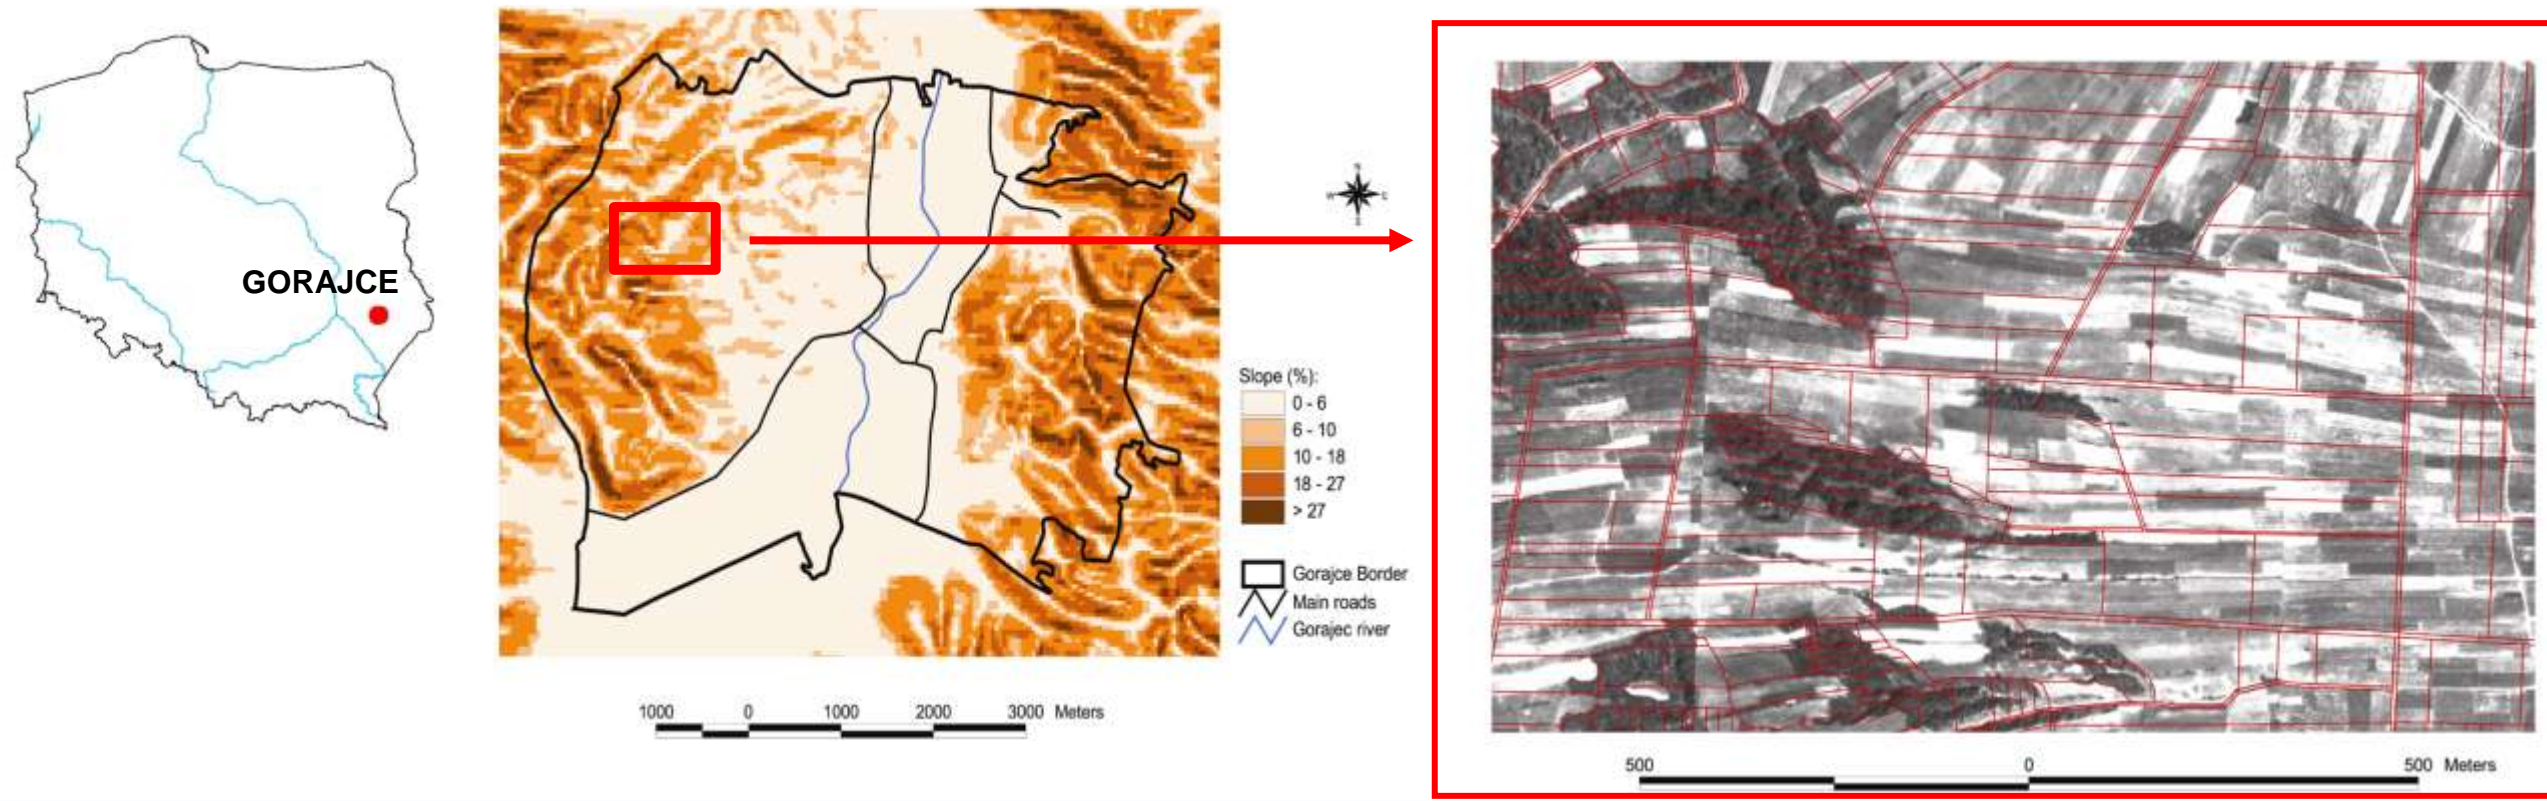 GORAJCE
N
W
E
S
Slope (%):
0 - 6
6 - 10
10 - 18
18 - 27
> 27
Gorajce Border
Main roads
Gorajec river
1000 0 1000 2000 3000 Meters
500 0 500 Meters